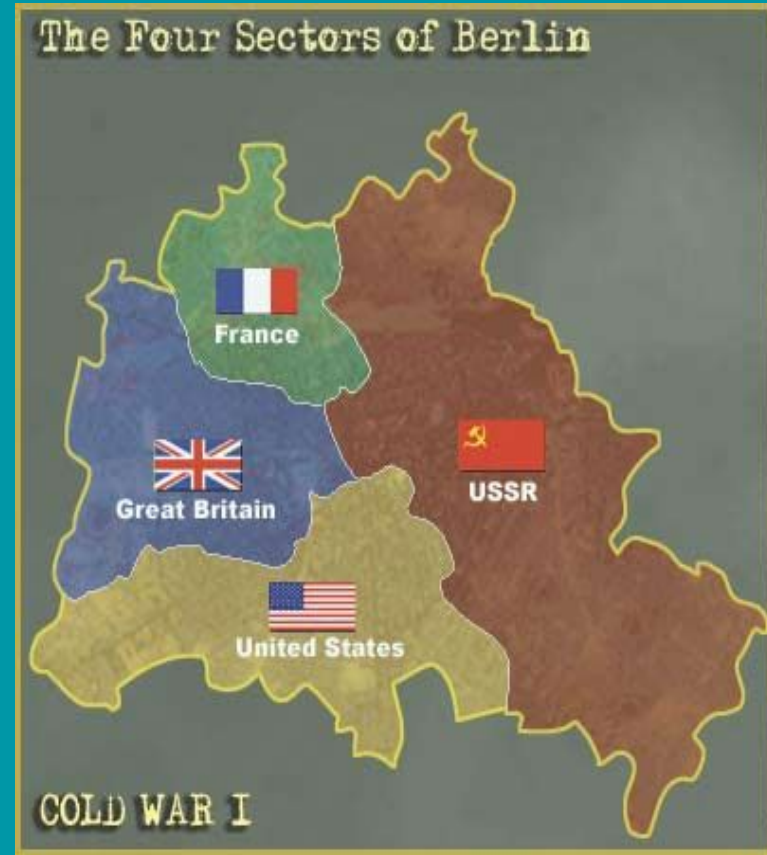 The Four Sectors of Berlin
France
Great Britain
USSR
United States
COLD WAR I